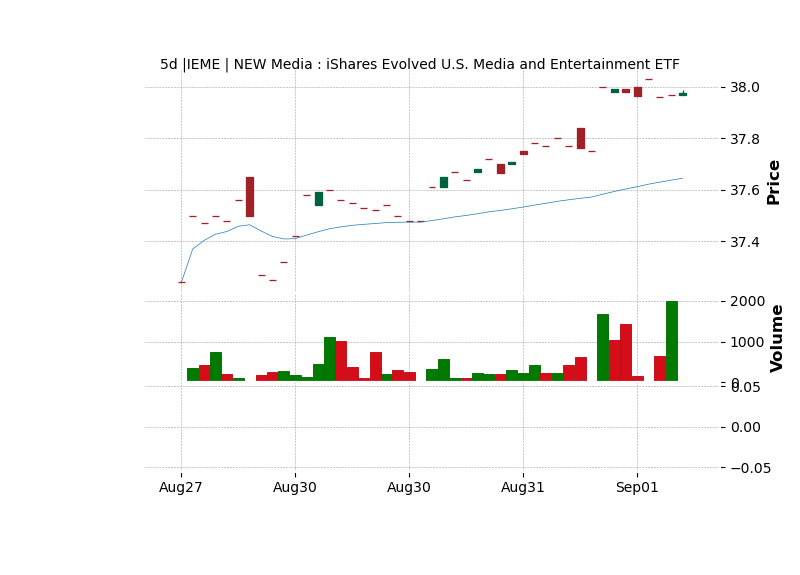 5d |IEME | NEW Media : iShares Evolved U.S. Media and Entertainment ETF
38.0
37.8
37.6
37.4
Price
2000
1000
0
Volume
0.05
0.00
−0.05
Aug27 Aug30 Aug30 Aug31 Sep01